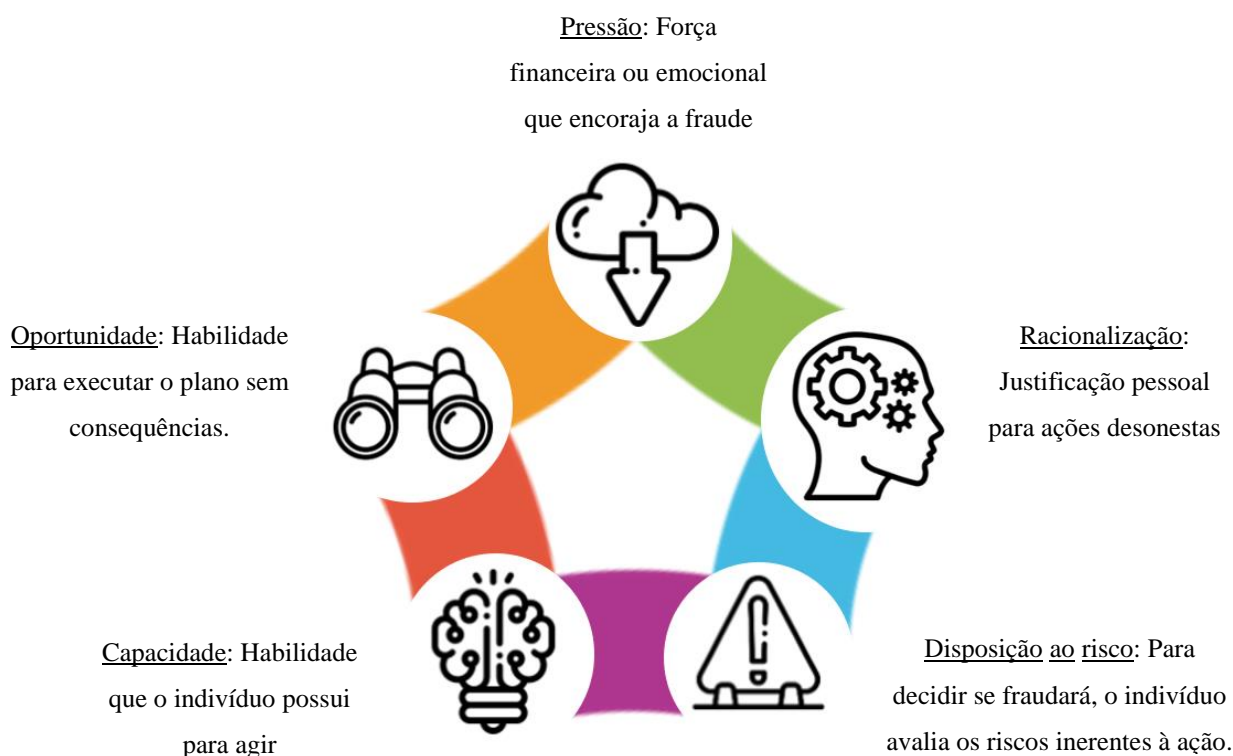 Pressão: Força
financeira ou emocional
que encoraja a fraude
Oportunidade: Habilidade
para executar o plano sem
consequências.
Racionalização:
Justificação pessoal
para ações desonestas
Capacidade: Habilidade
que o indivíduo possui
para agir
Disposição ao risco: Para
decidir se fraudará, o indivíduo
avalia os riscos inerentes à ação.